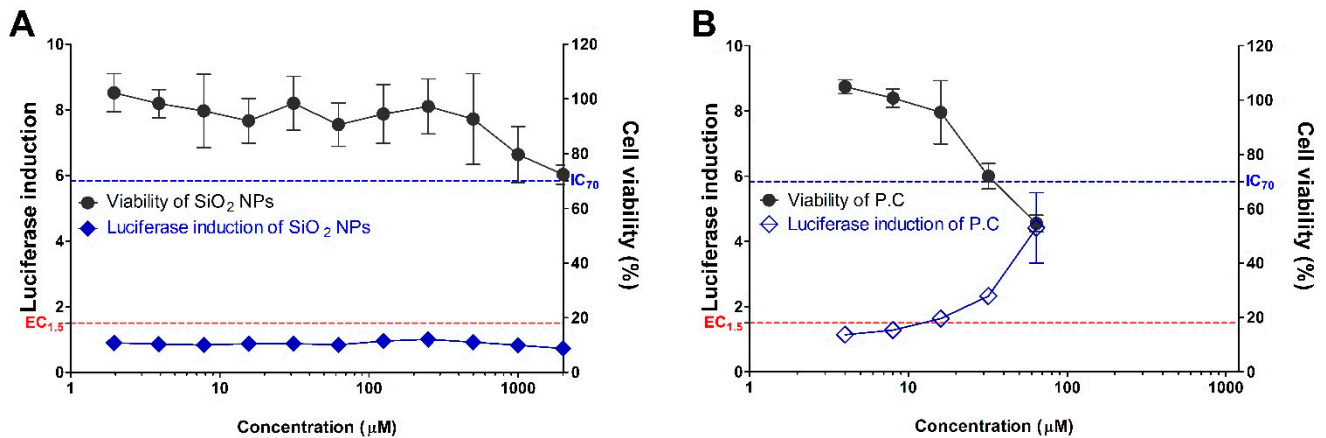 A
Luciferase induction
10
8
6
4
2
0
EC1.5
120
100
80
60
40
20
0
IC70
Cell viability (%)
Viability of SiO2 NPs
Luciferase induction of SiO2 NPs
1 10 100 1000
Concentration (μM)
B
Luciferase induction
10
8
6
4
2
0
EC1.5
120
100
80
60
40
20
0
IC70
Cell viability (%)
Viability of P.C
Luciferase induction of P.C
1 10 100 1000
Concentration (μM)